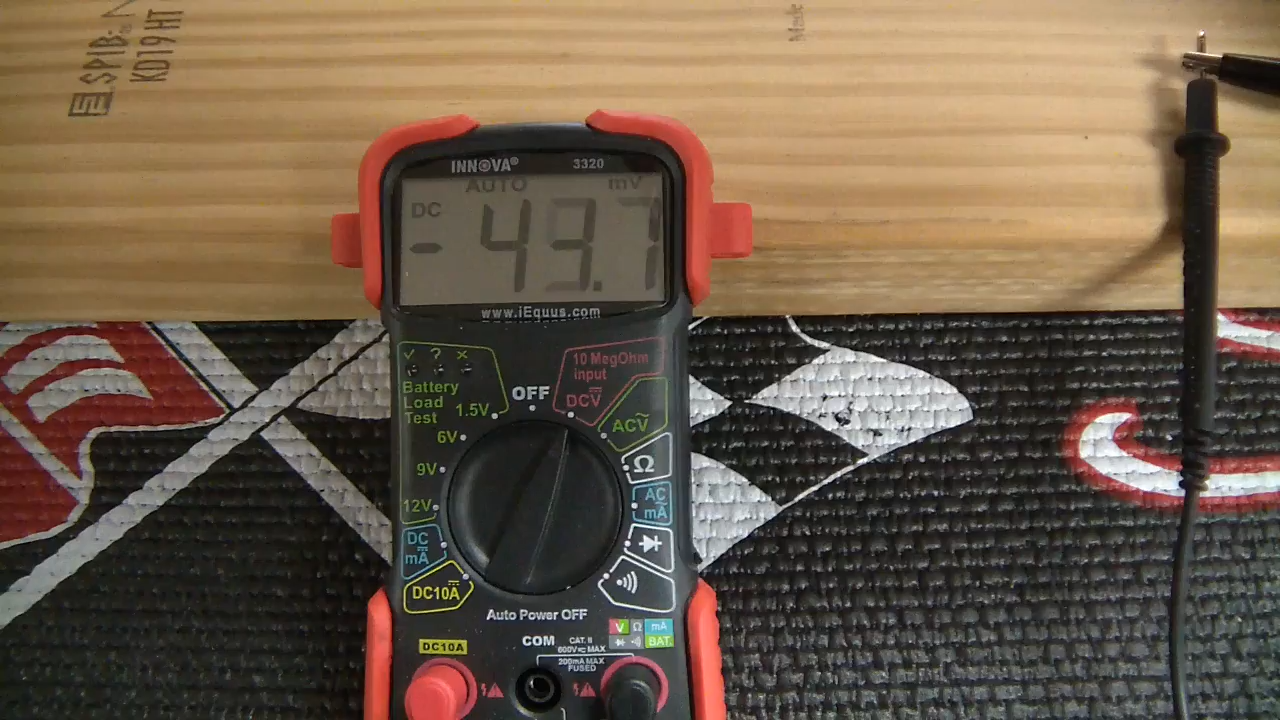 SPIB® 
KD19 HT
Made
INNOVA® 3320
AUTO mV
DC
- 43.7
www.iEquus.com
✓ ? ×
Battery
Load
Test
1.5V
6V
9V
12V
DC
mA
DC10A
OFF
10 MegOhm
input
DCV
ACV
Ω
AC
mA
Auto Power OFF
DC10A
COM
CAT. II
600V MAX
200mA MAX
FUSED
V Ω mA
BAT.